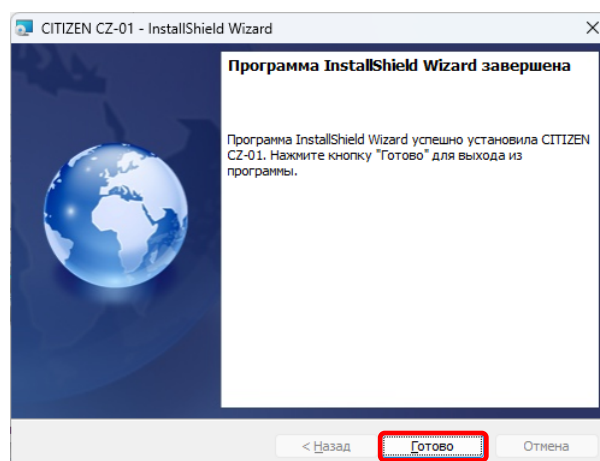 CITIZEN CZ-01 - InstallShield Wizard
Программа InstallShield Wizard завершена
Программа InstallShield Wizard успешно установила CITIZEN
CZ-01. Нажмите кнопку "Готово" для выхода из
программы.
< Назад Готово Отмена